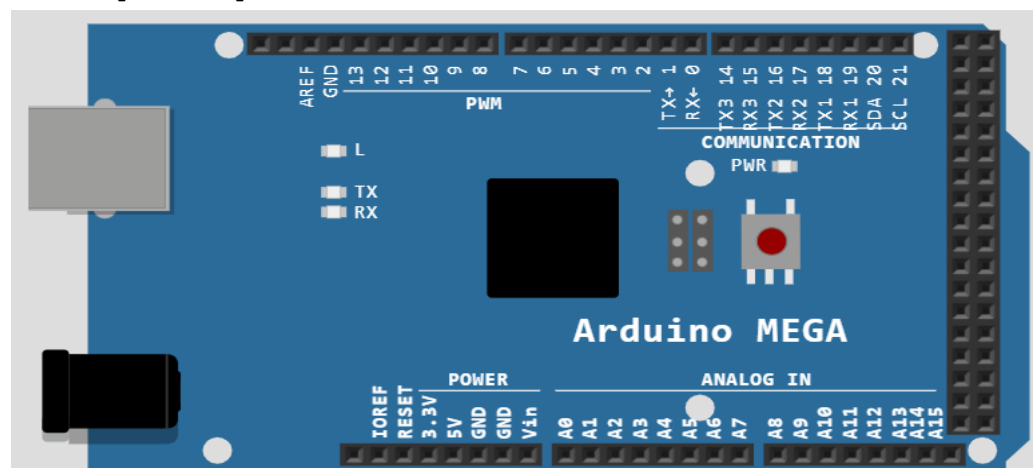 AREF GND 13 12 11 10 9 8 7 6 5 4 3 2 TX→ 1 RX← 0 TX3 14 RX3 15 TX2 16 RX2 17 TX1 18 RX1 19 SDA 20 SCL 21
PWM
COMMUNICATION
L
PWR
TX
RX
Arduino MEGA
POWER ANALOG IN
IOREF RESET 3.3V 5V GND GND Vin A0 A1 A2 A3 A4 A5 A6 A7 A8 A9 A10 A11 A12 A13 A14 A15